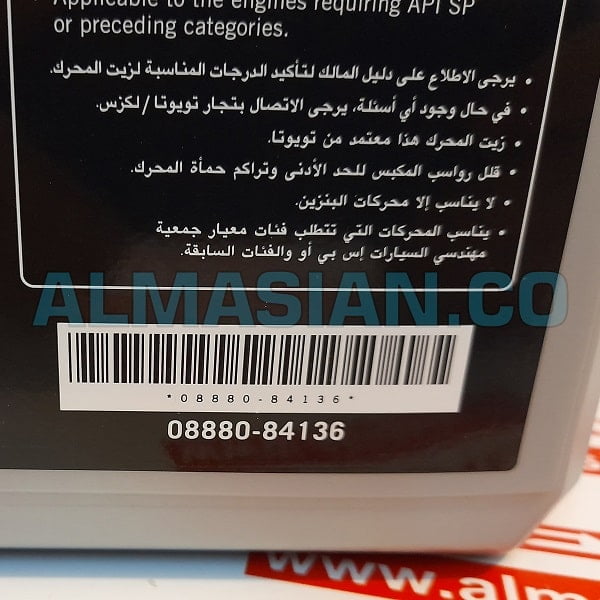 Applicable to the engines requiring API SP
or preceding categories.
• يرجى الاطلاع على دليل المالك لتأكيد الدرجات المناسبة لزيت المحرك.
• في حال وجود أي أسئلة، يرجى الاتصال بتجار تويوتا / لكزس.
• زيت المحرك هذا معتمد من تويوتا.
• قلل رواسب المكبس للحد الأدنى وتراكم حمأة المحرك.
• لا يناسب إلا محركات البنزين.
• يناسب المحركات التي تتطلب فئات معيار جمعية
مهندسي السيارات إس بي أو والفئات السابقة.
ALMASIAN.CO
*08880-84136*
08880-84136
www.alm